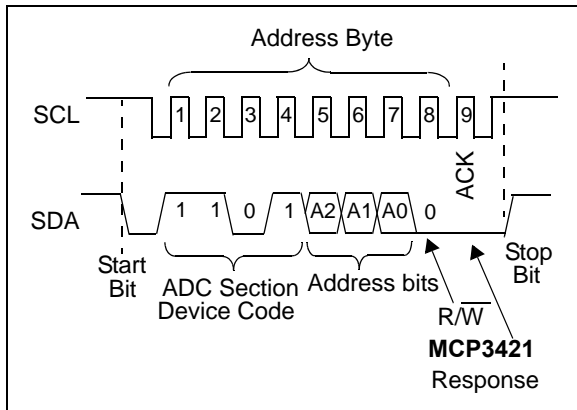 Address Byte
SCL
1 2 3 4 5 6 7 8 9
ACK
SDA
1 1 0 1 A2 A1 A0 0
Start
Bit
ADC Section
Device Code
Address bits
Stop
Bit
R/W̅
MCP3421
Response